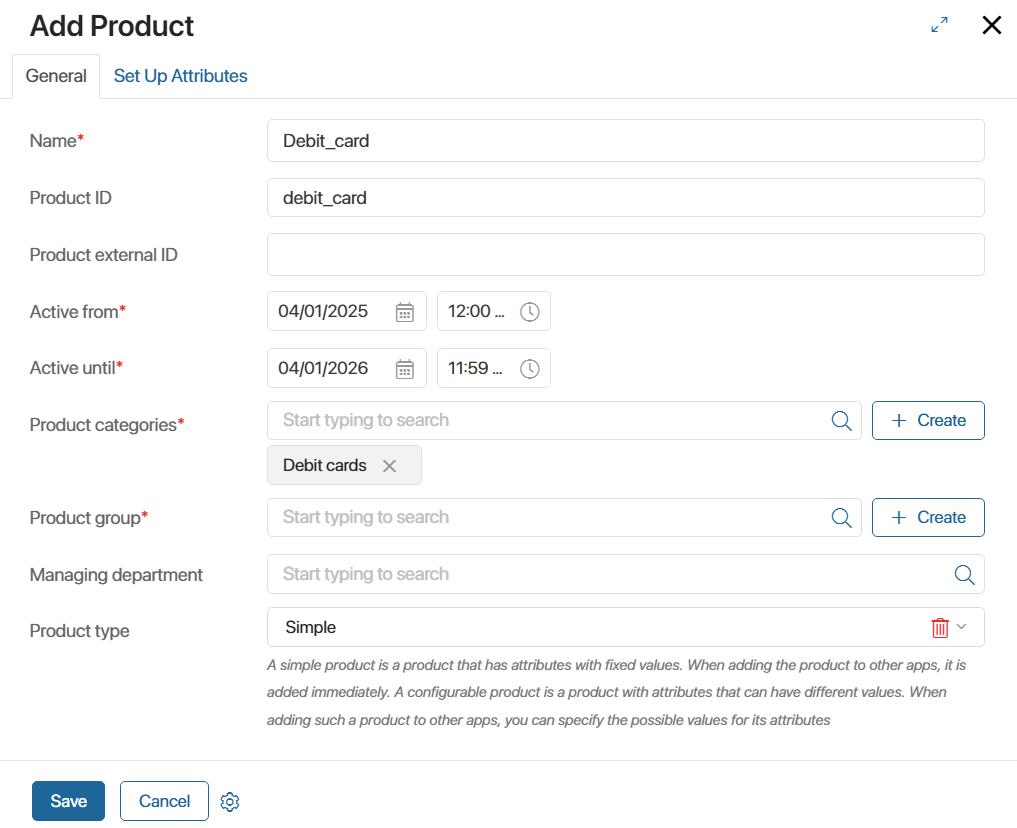 Add Product
General Set Up Attributes
Name* Debit_card
Product ID debit_card
Product external ID
Active from* 04/01/2025 12:00 ...
Active until* 04/01/2026 11:59 ...
Product categories* Start typing to search + Create
Debit cards
Product group* Start typing to search + Create
Managing department Start typing to search
Product type Simple
A simple product is a product that has attributes with fixed values. When adding the product to other apps, it is
added immediately. A configurable product is a product with attributes that can have different values. When
adding such a product to other apps, you can specify the possible values for its attributes
Save Cancel